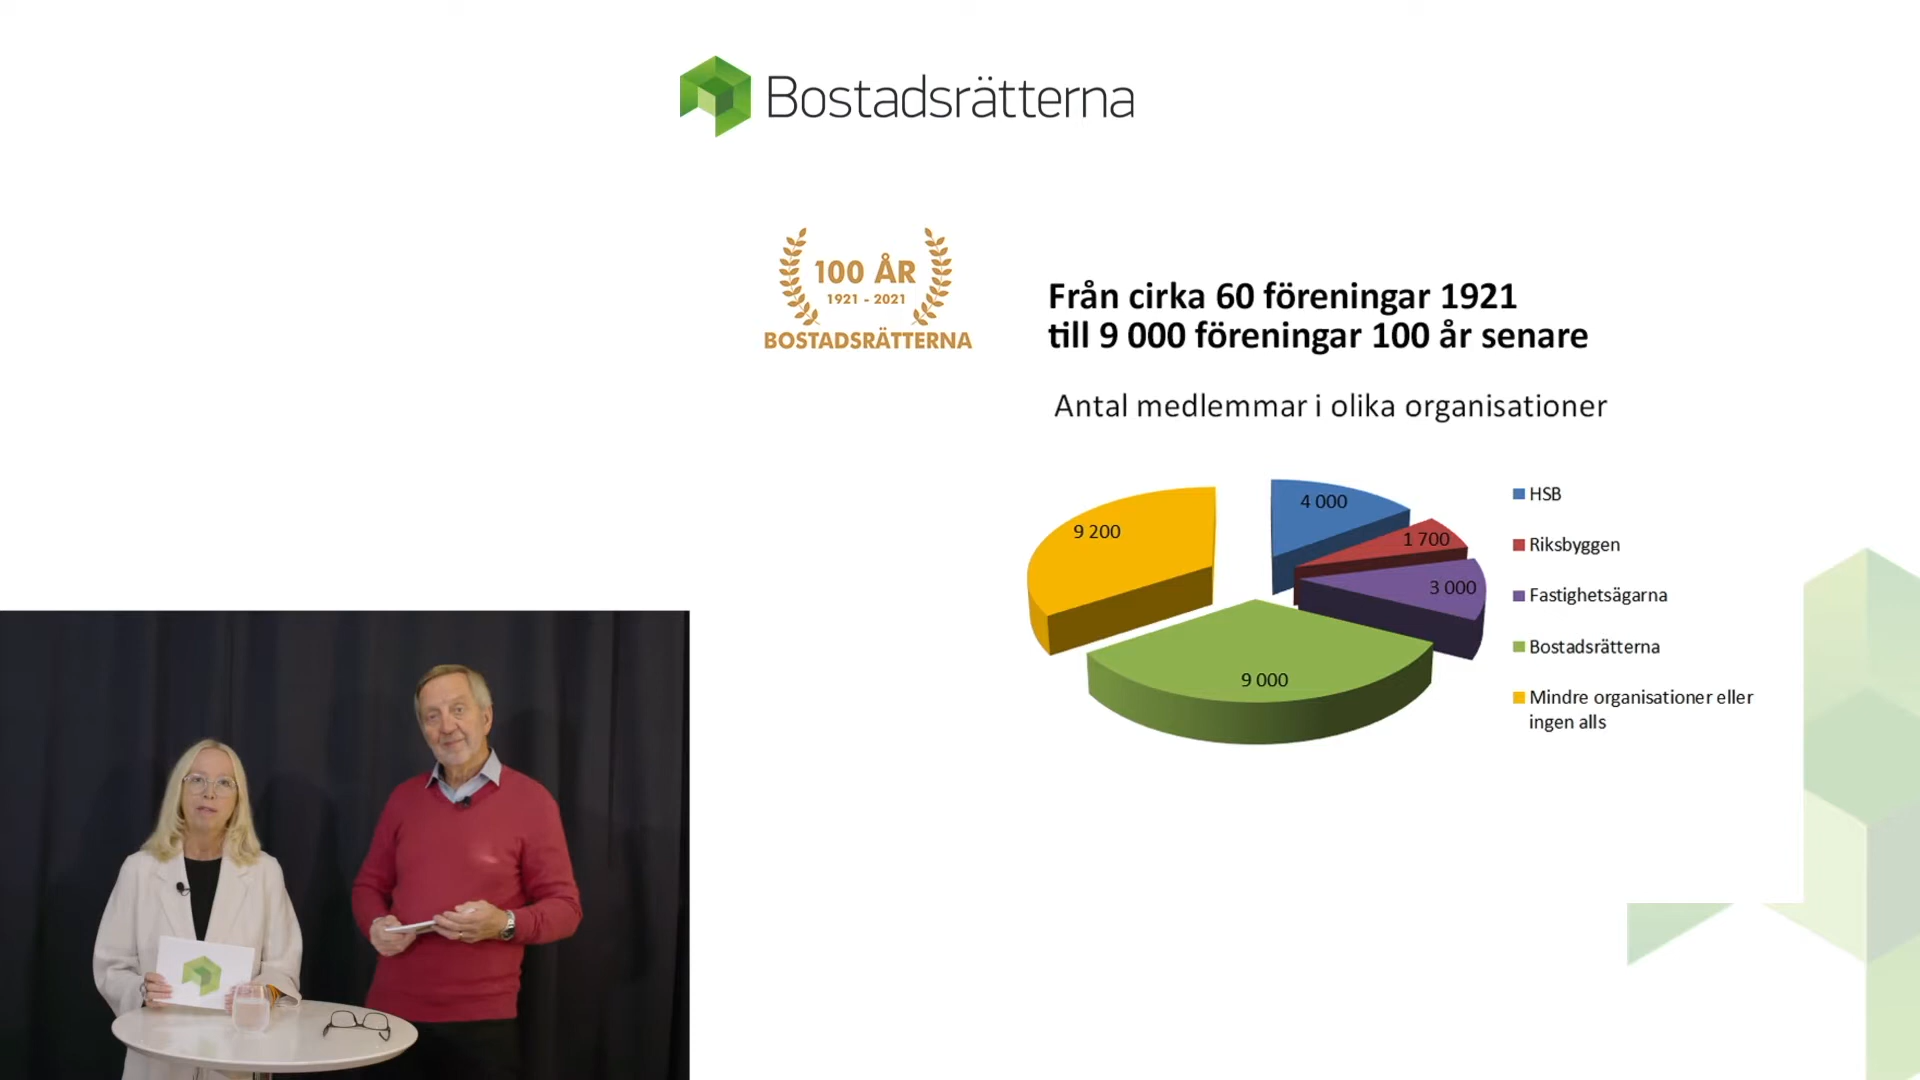 Bostadsrätterna
100 ÅR
1921 - 2021
BOSTADSRÄTTERNA
Från cirka 60 föreningar 1921
till 9 000 föreningar 100 år senare
Antal medlemmar i olika organisationer
4 000
1 700
3 000
9 000
9 200
HSB
Riksbyggen
Fastighetsägarna
Bostadsrätterna
Mindre organisationer eller
ingen alls